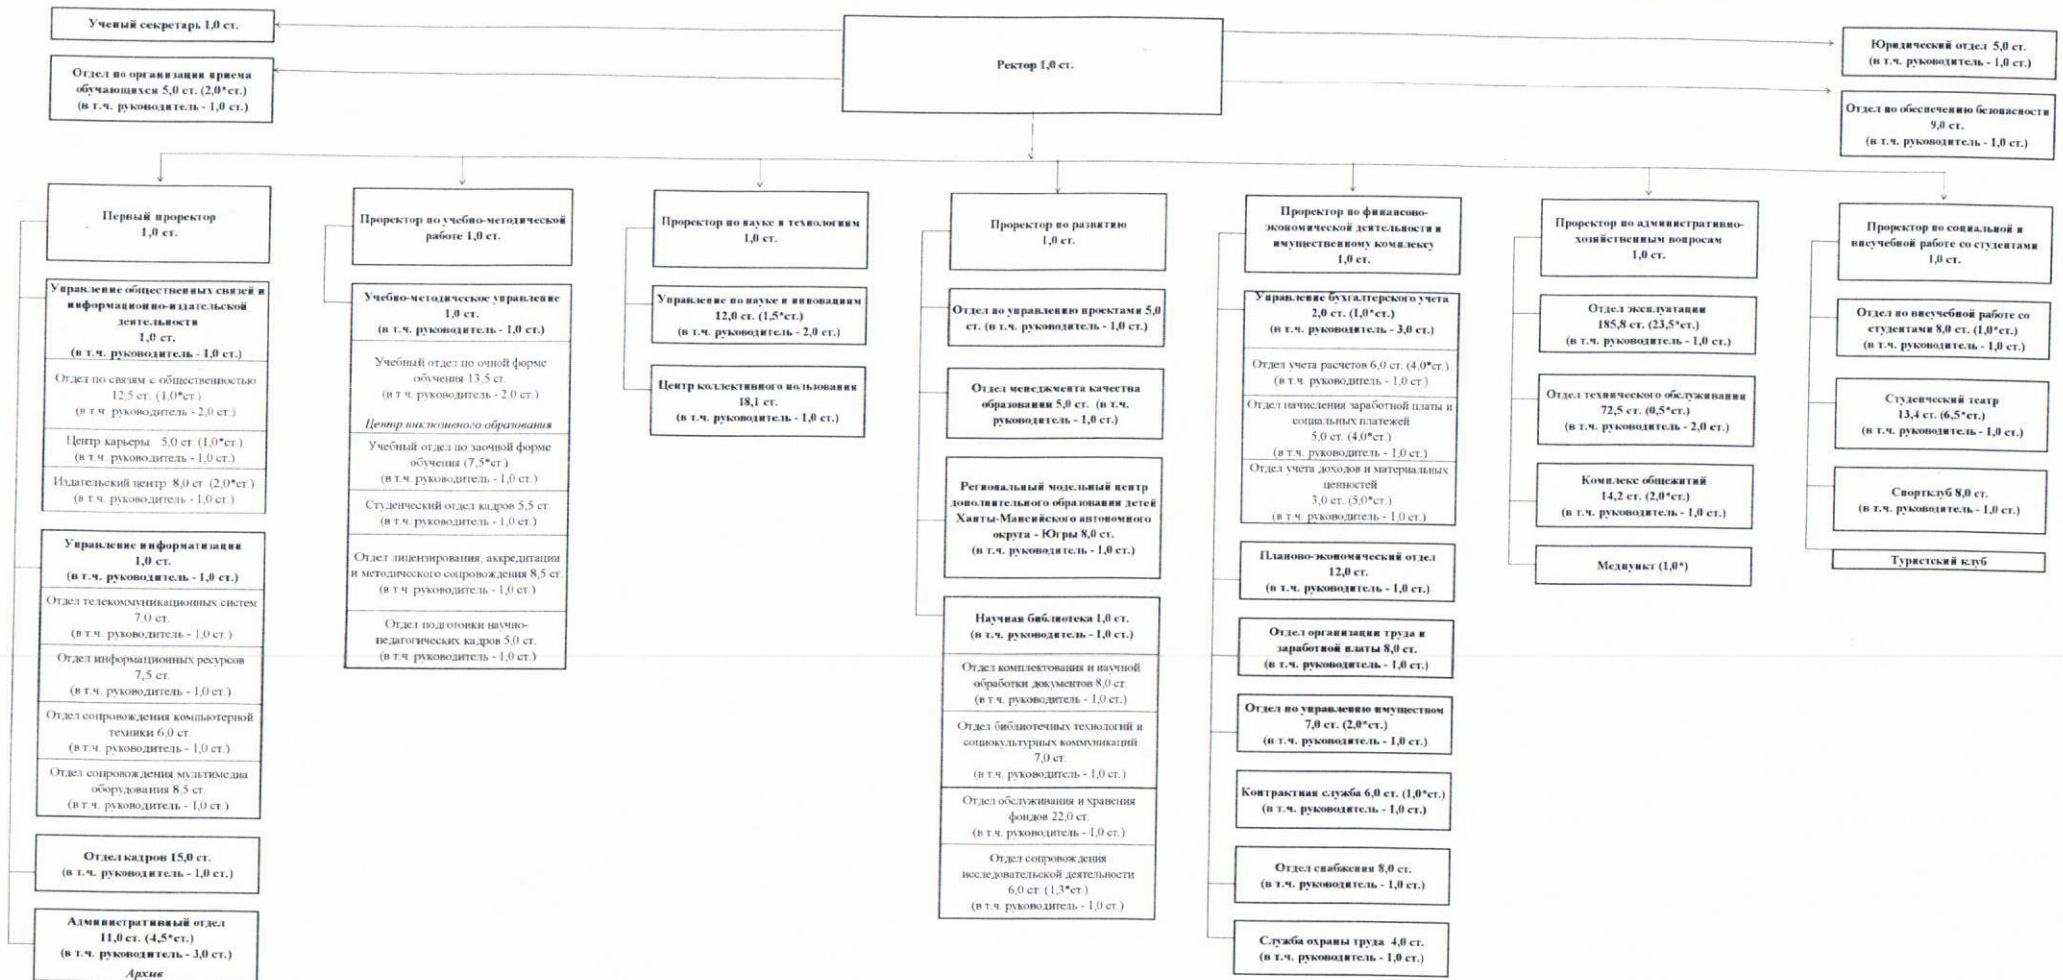 Ученый секретарь 1,0 ст.
Отдел по организации приема
обучающихся 5,0 ст. (2,0*ст.)
(в т.ч. руководитель - 1,0 ст.)
Ректор 1,0 ст.
Юридический отдел 5,0 ст.
(в т.ч. руководитель - 1,0 ст.)
Отдел по обеспечению безопасности
9,0 ст.
(в т.ч. руководитель - 1,0 ст.)
Первый проректор
1,0 ст.
Управление общественных связей и
информационно-издательской
деятельности
1,0 ст.
(в т.ч. руководитель - 1,0 ст.)
Отдел по связям с общественностью
12,5 ст. (1,0*ст.)
(в т.ч. руководитель - 2,0 ст.)
Центр карьеры 5,0 ст (1,0*ст.)
(в т.ч. руководитель - 1,0 ст.)
Издательский центр 8,0 ст. (2,0*ст.)
(в т.ч. руководитель - 1,0 ст.)
Управление информатизации
1,0 ст.
(в т.ч. руководитель - 1,0 ст.)
Отдел телекоммуникационных систем
7,0 ст.
(в т.ч. руководитель - 1,0 ст.)
Отдел информационных ресурсов
7,5 ст.
(в т.ч. руководитель - 1,0 ст.)
Отдел сопровождения компьютерной
техники 6,0 ст
(в т.ч. руководитель - 1,0 ст.)
Отдел сопровождения мультимедиа
оборудования 8,5 ст.
(в т.ч. руководитель - 1,0 ст.)
Отдел кадров 15,0 ст.
(в т.ч. руководитель - 1,0 ст.)
Административный отдел
11,0 ст. (4,5*ст.)
(в т.ч. руководитель - 3,0 ст.)
Архив
Проректор по учебно-методической
работе 1,0 ст.
Учебно-методическое управление
1,0 ст.
(в т.ч. руководитель - 1,0 ст.)
Учебный отдел по очной форме
обучения 13,5 ст.
(в т ч. руководитель - 2,0 ст.)
Центр инклюзивного образования
Учебный отдел по заочной форме
обучения (7,5*ст.)
(в т.ч. руководитель - 1,0 ст.)
Студенческий отдел кадров 5,5 ст.
(в т.ч. руководитель - 1,0 ст.)
Отдел лицензирования, аккредитации
и методического сопровождения 8,5 ст.
(в т ч. руководитель - 1,0 ст.)
Отдел подготовки научно-
педагогических кадров 5,0 ст.
(в т.ч. руководитель - 1,0 ст.)
Проректор по науке и технологиям
1,0 ст.
Управление по науке и инновациям
12,0 ст. (1,5*ст.)
(в т.ч. руководитель - 2,0 ст.)
Центр коллективного пользования
18,1 ст.
(в т.ч. руководитель - 1,0 ст.)
Проректор по развитию
1,0 ст.
Отдел по управлению проектами 5,0
ст. (в т.ч. руководитель - 1,0 ст.)
Отдел менеджмента качества
образования 5,0 ст. (в т.ч.
руководитель - 1,0 ст.)
Региональный модельный центр
дополнительного образования детей
Ханты-Мансийского автономного
округа - Югры 8,0 ст.
(в т.ч. руководитель - 1,0 ст.)
Научная библиотека 1,0 ст.
(в т.ч. руководитель - 1,0 ст.)
Отдел комплектования и научной
обработки документов 8,0 ст.
(в т.ч. руководитель - 1,0 ст.)
Отдел библиотечных технологий и
социокультурных коммуникаций
7,0 ст.
(в т.ч. руководитель - 1,0 ст.)
Отдел обслуживания и хранения
фондов 22,0 ст.
(в т.ч. руководитель - 1,0 ст.)
Отдел сопровождения
исследовательской деятельности
6,0 ст. (1,3*ст.)
(в т.ч. руководитель - 1,0 ст.)
Проректор по финансово-
экономической деятельности и
имущественному комплексу
1,0 ст.
Управление бухгалтерского учета
2,0 ст. (1,0*ст.)
(в т.ч. руководитель - 3,0 ст.)
Отдел учета расчетов 6,0 ст. (4,0*ст.)
(в т.ч. руководитель - 1,0 ст.)
Отдел начисления заработной платы и
социальных платежей
5,0 ст. (4,0*ст.)
(в т.ч. руководитель - 1,0 ст.)
Отдел учета доходов и материальных
ценностей
3,0 ст. (5,0*ст.)
(в т.ч. руководитель - 1,0 ст.)
Планово-экономический отдел
12,0 ст.
(в т.ч. руководитель - 1,0 ст.)
Отдел организации труда и
заработной платы 8,0 ст.
(в т.ч. руководитель - 1,0 ст.)
Отдел по управлению имуществом
7,0 ст. (2,0*ст.)
(в т.ч. руководитель - 1,0 ст.)
Контрактная служба 6,0 ст. (1,0*ст.)
(в т.ч. руководитель - 1,0 ст.)
Отдел снабжения 8,0 ст.
(в т.ч. руководитель - 1,0 ст.)
Служба охраны труда 4,0 ст.
(в т.ч. руководитель - 1,0 ст.)
Проректор по административно-
хозяйственным вопросам
1,0 ст.
Отдел эксплуатации
185,8 ст. (23,5*ст.)
(в т.ч. руководитель - 1,0 ст.)
Отдел технического обслуживания
72,5 ст. (0,5*ст.)
(в т.ч. руководитель - 2,0 ст.)
Комплекс общежитий
14,2 ст. (2,0*ст.)
(в т.ч. руководитель - 1,0 ст.)
Медпункт (1,0*)
Проректор по социальной и
внеучебной работе со студентами
1,0 ст.
Отдел по внеучебной работе со
студентами 8,0 ст. (1,0*ст.)
(в т.ч. руководитель - 1,0 ст.)
Студенческий театр
13,4 ст. (6,5*ст.)
(в т.ч. руководитель - 1,0 ст.)
Спортклуб 8,0 ст.
(в т.ч. руководитель - 1,0 ст.)
Туристский клуб